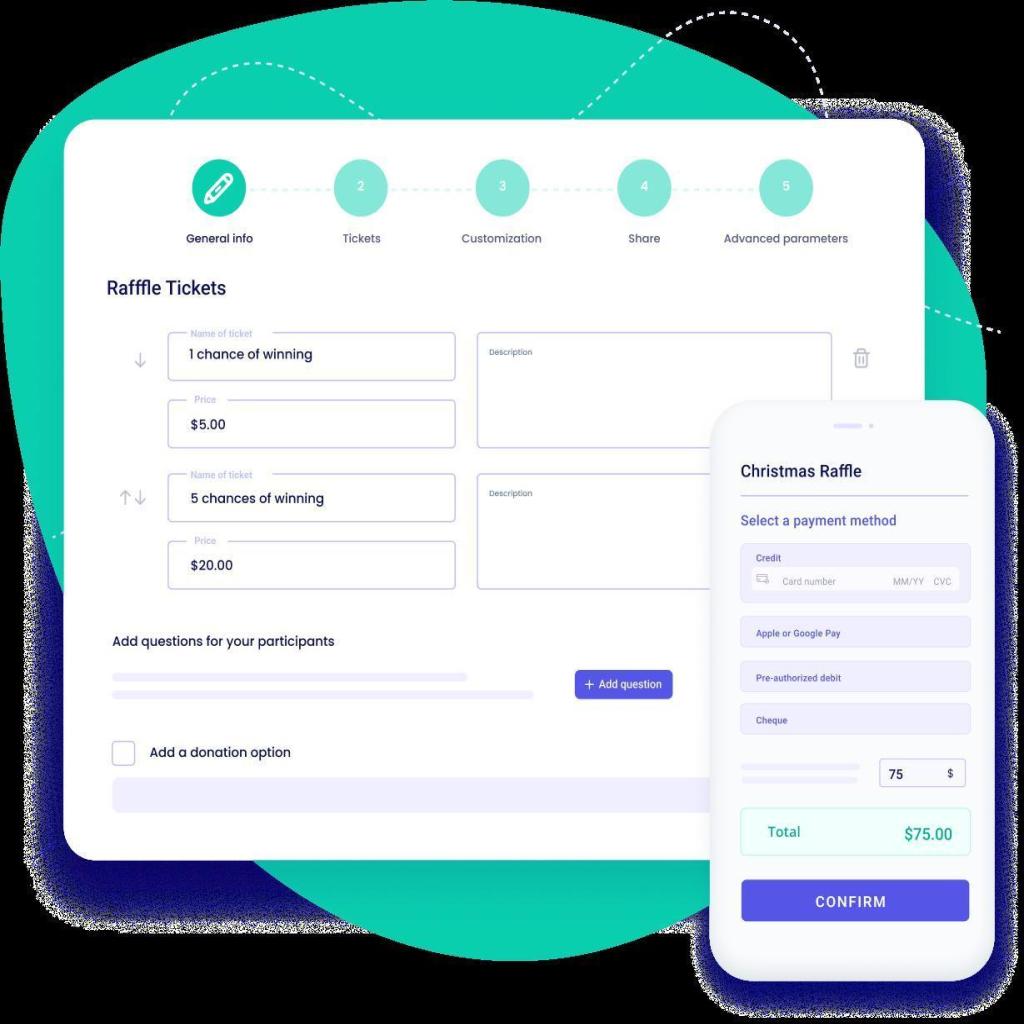 2 3 4 5
General info Tickets Customization Share Advanced parameters
Rafffle Tickets
Name of ticket
1 chance of winning
Description
Price
$5.00
Name of ticket
5 chances of winning
Description
Price
$20.00
Add questions for your participants
+ Add question
Add a donation option
Christmas Raffle
Select a payment method
Credit
Card number MM/YY CVC
Apple or Google Pay
Pre-authorized debit
Cheque
75 $
Total $75.00
CONFIRM